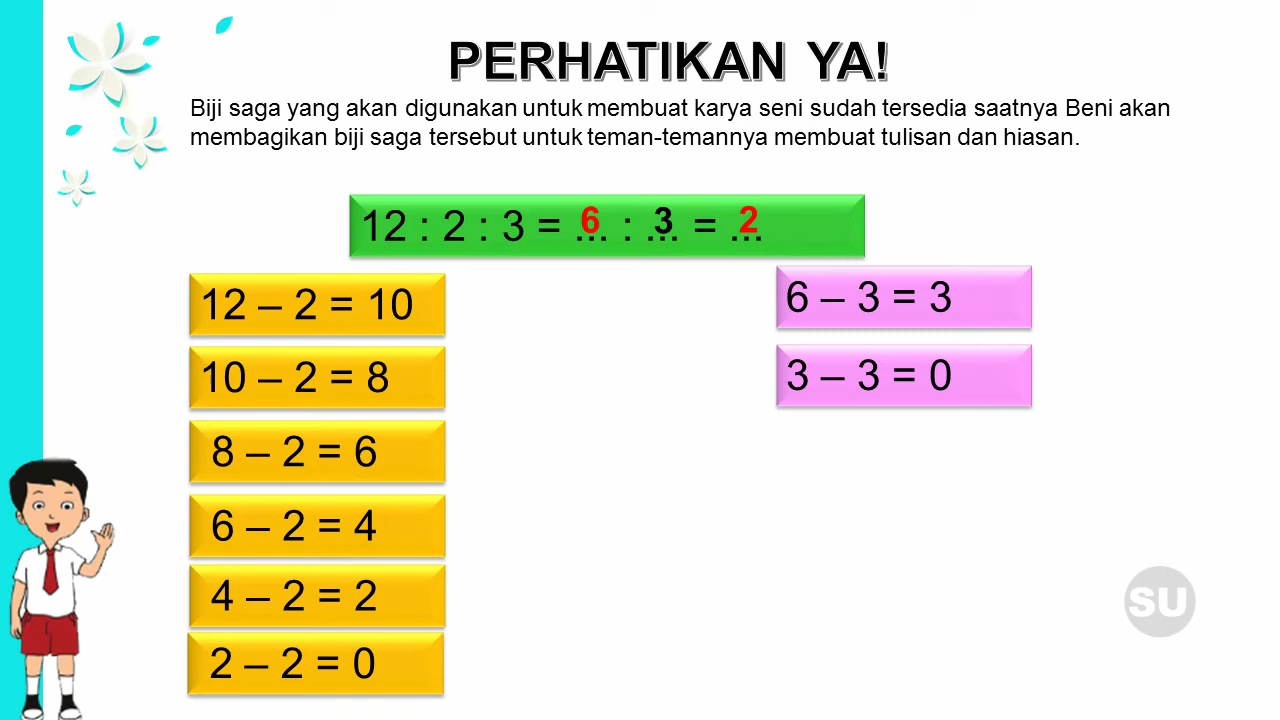 PERHATIKAN YA!
Biji saga yang akan digunakan untuk membuat karya seni sudah tersedia saatnya Beni akan
membagikan biji saga tersebut untuk teman-temannya membuat tulisan dan hiasan.
12 : 2 : 3 = ...6 : ...3 = ...2
12 – 2 = 10
10 – 2 = 8
8 – 2 = 6
6 – 2 = 4
4 – 2 = 2
2 – 2 = 0
6 – 3 = 3
3 – 3 = 0
SU